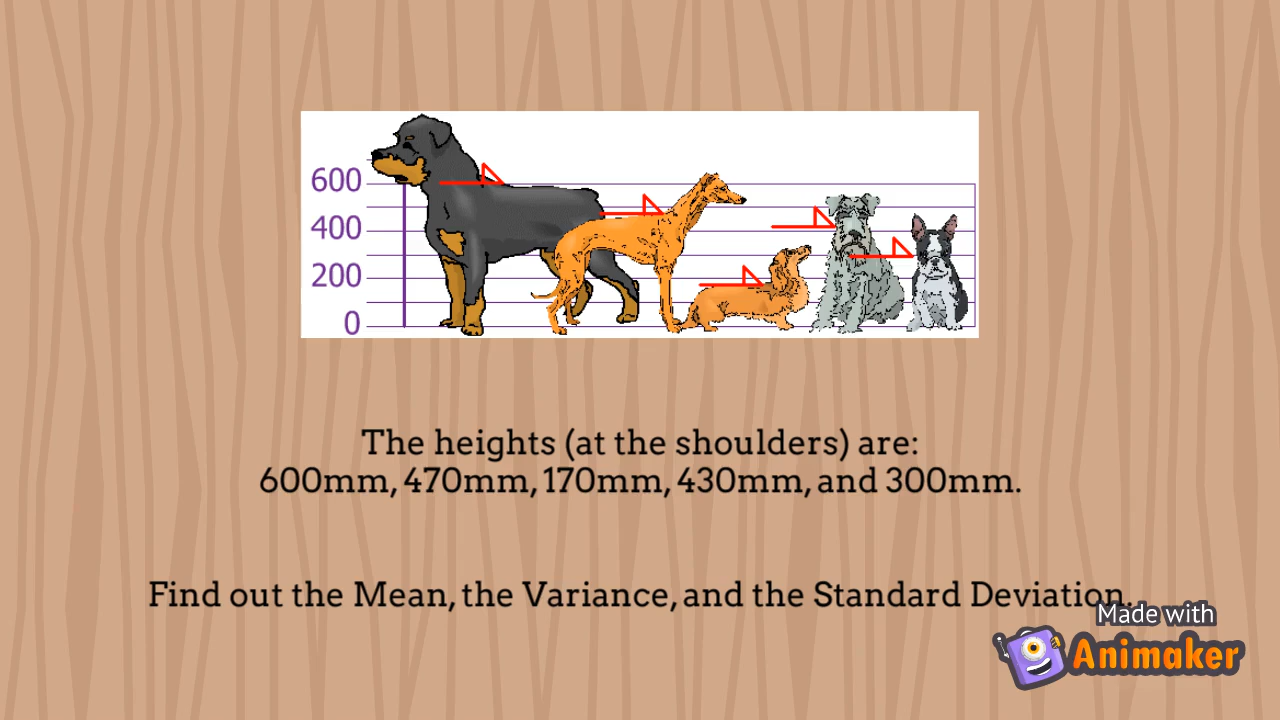 600
400
200
0
The heights (at the shoulders) are:
600mm, 470mm, 170mm, 430mm, and 300mm.
Find out the Mean, the Variance, and the Standard Deviation.
Made with
Animaker